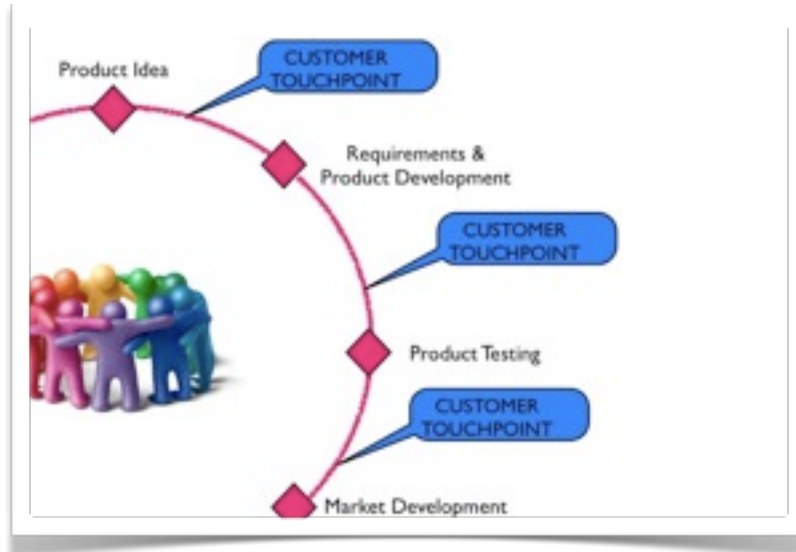 Product Idea
CUSTOMER
TOUCHPOINT
Requirements &
Product Development
CUSTOMER
TOUCHPOINT
Product Testing
CUSTOMER
TOUCHPOINT
Market Development